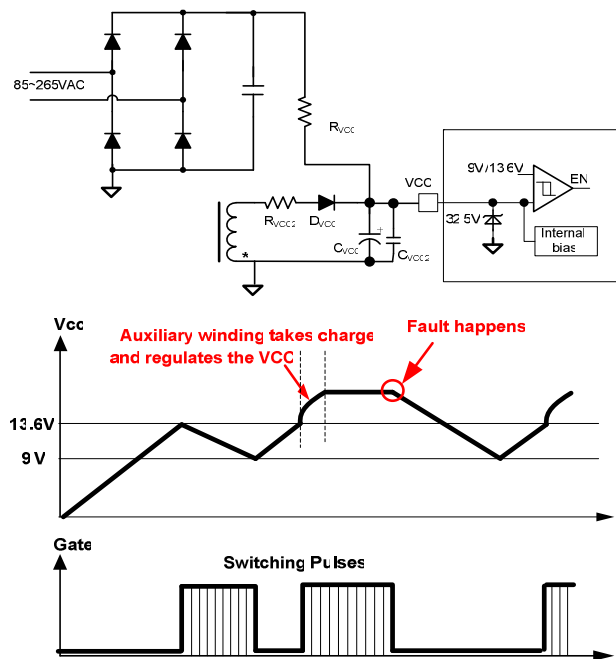 85~265VAC
RVCC
VCC
9V/13.6V
EN
RVCC2
DVCC
32.5V
Internal
bias
*
+
CVCC
CVCC2
Vcc
Auxiliary winding takes charge
and regulates the VCC
Fault happens
13.6V
9V
Gate
Switching Pulses